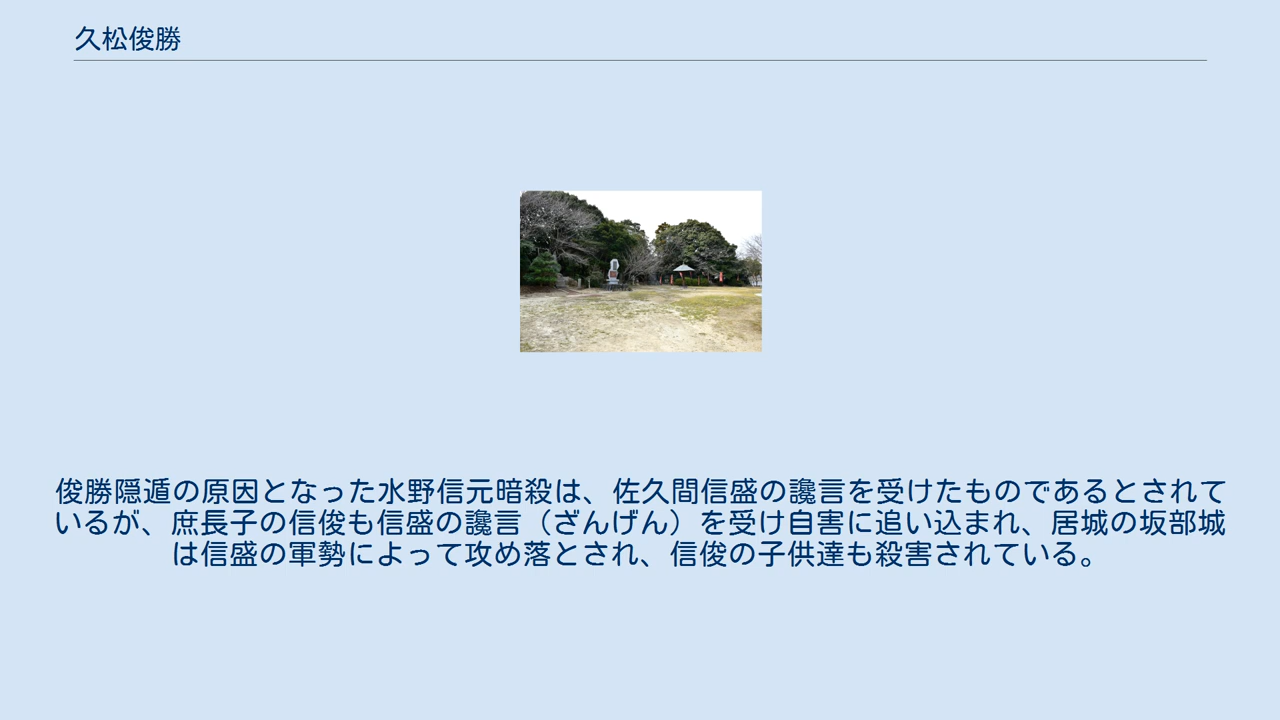 久松俊勝
俊勝隠遁の原因となった水野信元暗殺は、佐久間信盛の讒言を受けたものであるとされて
いるが、庶長子の信俊も信盛の讒言（ざんげん）を受け自害に追い込まれ、居城の坂部城
は信盛の軍勢によって攻め落とされ、信俊の子供達も殺害されている。